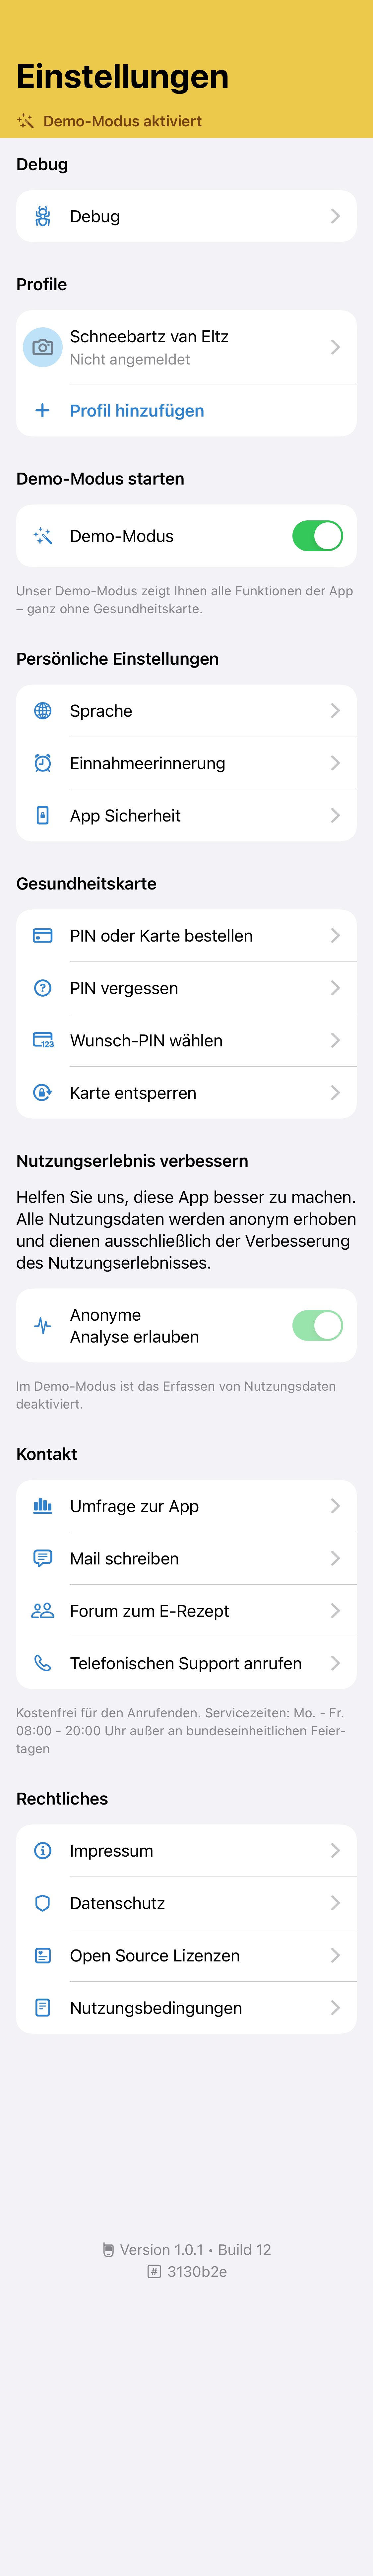 Einstellungen
Demo-Modus aktiviert
Debug
Debug
Profile
Schneebartz van Eltz
Nicht angemeldet
Profil hinzufügen
Demo-Modus starten
Demo-Modus
Unser Demo-Modus zeigt Ihnen alle Funktionen der App
– ganz ohne Gesundheitskarte.
Persönliche Einstellungen
Sprache
Einnahmeerinnerung
App Sicherheit
Gesundheitskarte
PIN oder Karte bestellen
PIN vergessen
Wunsch-PIN wählen
Karte entsperren
Nutzungserlebnis verbessern
Helfen Sie uns, diese App besser zu machen.
Alle Nutzungsdaten werden anonym erhoben
und dienen ausschließlich der Verbesserung
des Nutzungserlebnisses.
Anonyme
Analyse erlauben
Im Demo-Modus ist das Erfassen von Nutzungsdaten
deaktiviert.
Kontakt
Umfrage zur App
Mail schreiben
Forum zum E-Rezept
Telefonischen Support anrufen
Kostenfrei für den Anrufenden. Servicezeiten: Mo. - Fr.
08:00 - 20:00 Uhr außer an bundeseinheitlichen Feier-
tagen
Rechtliches
Impressum
Datenschutz
Open Source Lizenzen
Nutzungsbedingungen
Version 1.0.1 • Build 12
# 3130b2e